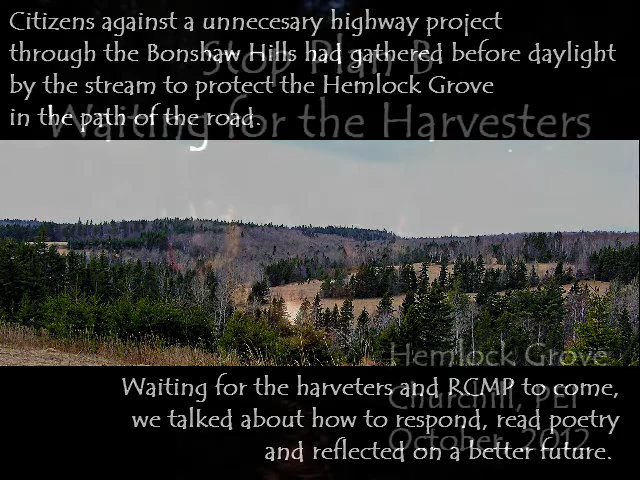 Citizens against a unnecesary highway project
through the Bonshaw Hills had gathered before daylight
Stop Plan B
by the stream to protect the Hemlock Grove
in the path of the road.
Waiting for the Harvesters
Hemlock Grove
Waiting for the harveters and RCMP to come,
Churchill, PEI
we talked about how to respond, read poetry
October, 2012
and reflected on a better future.